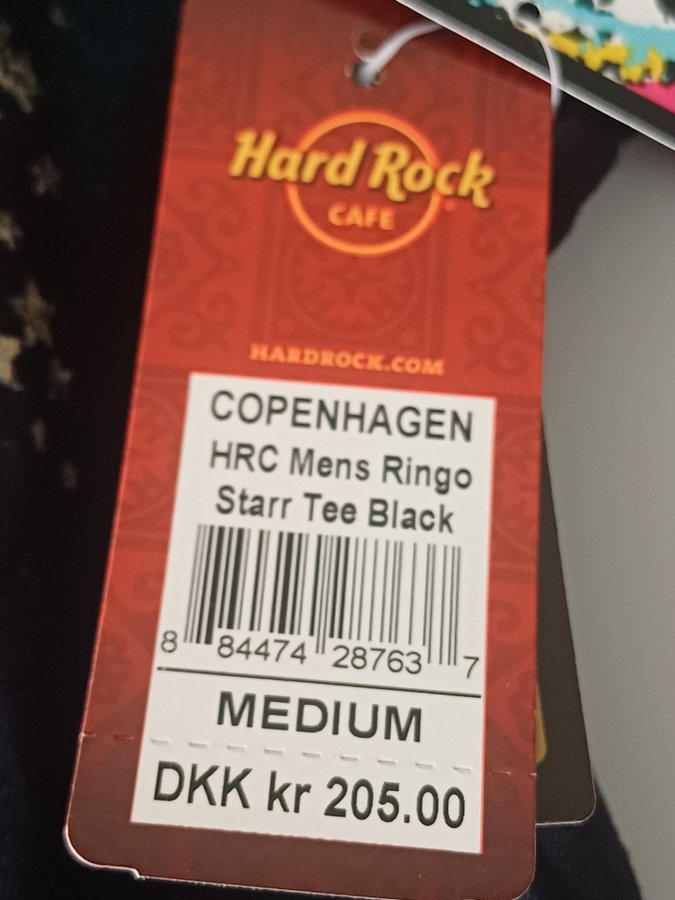 Hard Rock
CAFE
HARDROCK.COM
COPENHAGEN
HRC Mens Ringo
Starr Tee Black
8 84474 28763 7
MEDIUM
DKK kr 205.00